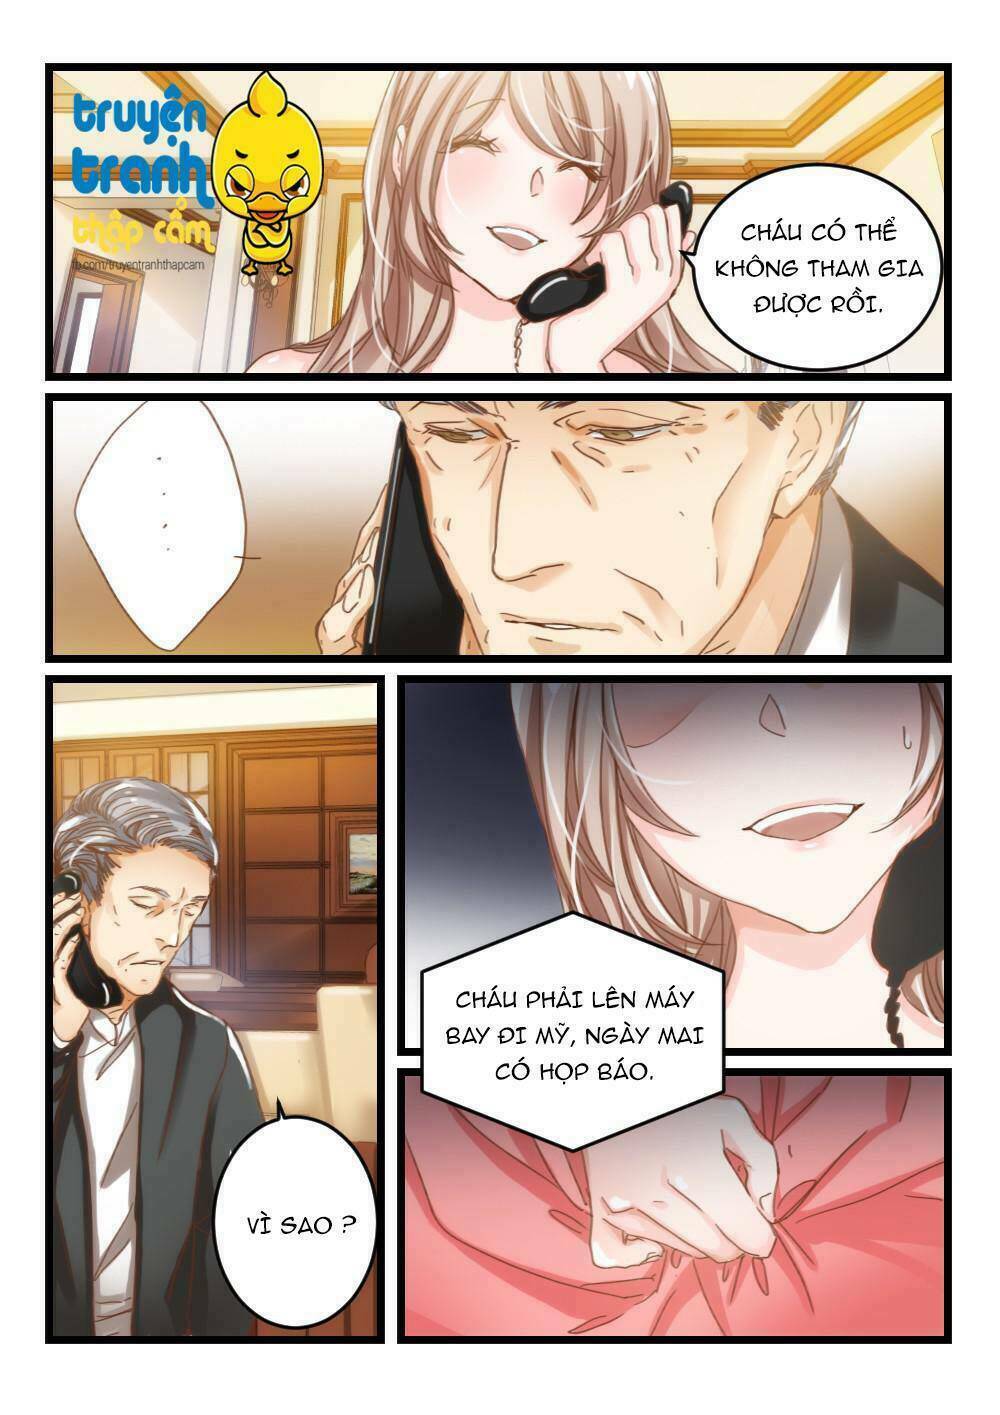 truyện
tranh
thập cẩm
fb.com/truyentranhthapcam
CHÁU CÓ THỂ
KHÔNG THAM GIA
ĐƯỢC RỒI.
VÌ SAO ?
CHÁU PHẢI LÊN MÁY
BAY ĐI MỸ, NGÀY MAI
CÓ HỌP BÁO.